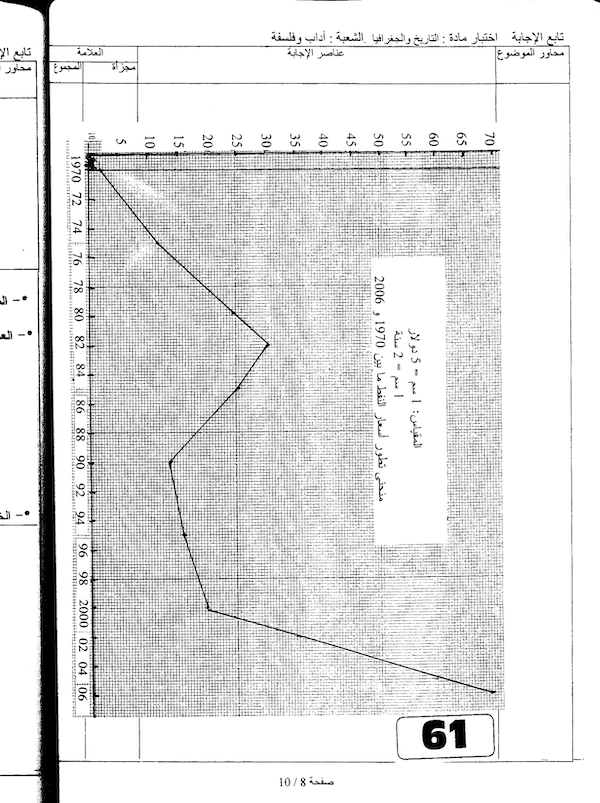 تابع الإجابة اختبار مادة : التاريخ والجغرافيا .الشعبة : آداب وفلسفة
محاور الموضوع
عناصر الإجابة
العلامة
مجزأة
المجموع
تابع الإ
محاور ا
5
10
15
20
25
30
35
40
45
50
55
60
65
70
1970
72
74
76
78
80
82
84
86
88
90
92
94
96
98
2000
02
04
06
المقياس: 1 سم = 5 دولار
1 سم = 2 سنة
منحنى تطور أسعار النفط ما بين 1970 و 2006
•- ال
•- الع
61
صفحة 8 / 10